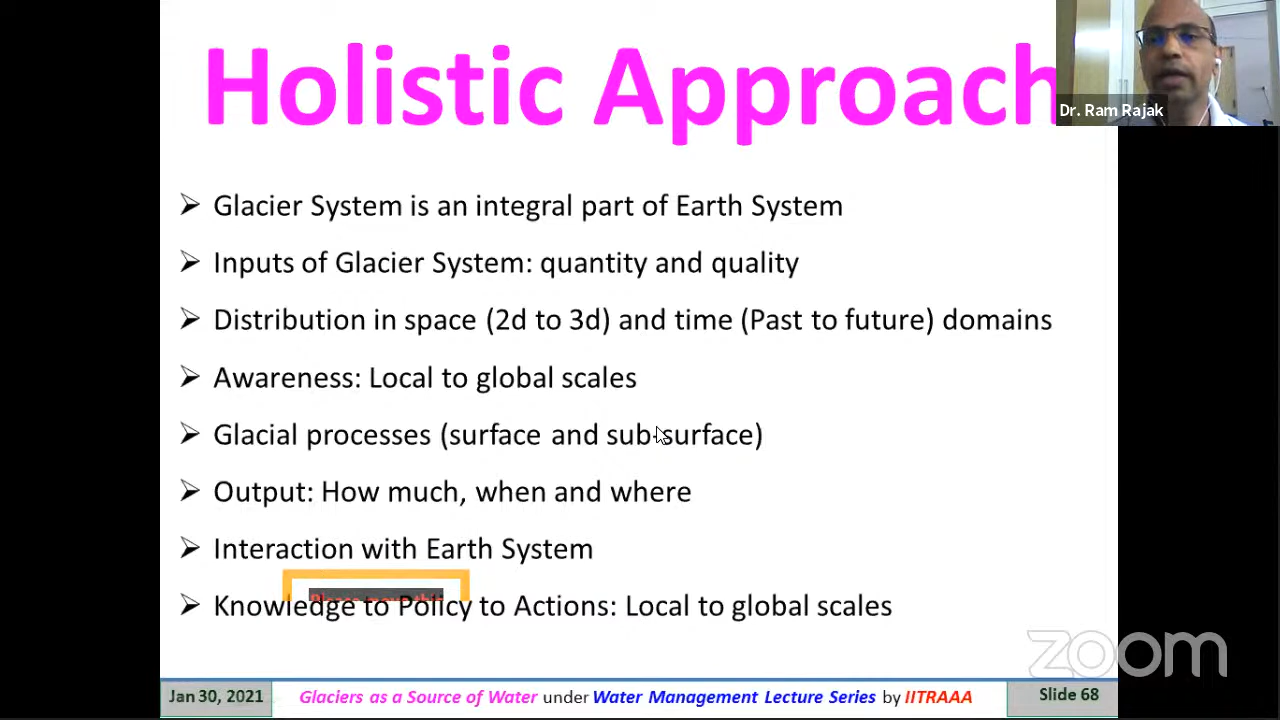 Holistic Approach
Dr. Ram Rajak
➢ Glacier System is an integral part of Earth System
➢ Inputs of Glacier System: quantity and quality
➢ Distribution in space (2d to 3d) and time (Past to future) domains
➢ Awareness: Local to global scales
➢ Glacial processes (surface and sub-surface)
➢ Output: How much, when and where
➢ Interaction with Earth System
➢ Knowledge to Policy to Actions: Local to global scales
zoom
Jan 30, 2021 Glaciers as a Source of Water under Water Management Lecture Series by IITRAAA Slide 68